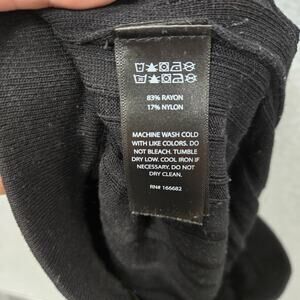 83% RAYON
17% NYLON
MACHINE WASH COLD
WITH LIKE COLORS. DO
NOT BLEACH. TUMBLE
DRY LOW. COOL IRON IF
NECESSARY. DO NOT
DRY CLEAN.
RN# 166682